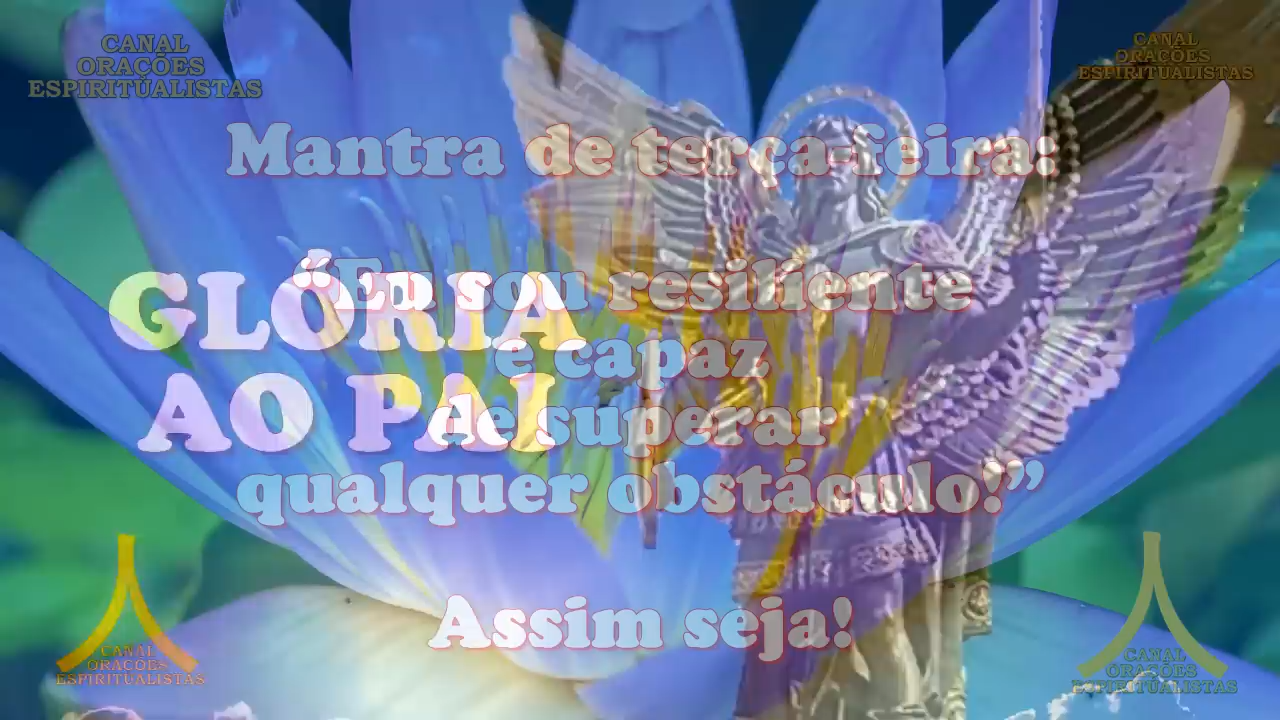 CANAL
ORAÇÕES
ESPIRITUALISTAS
CANAL
ORAÇÕES
ESPIRITUALISTAS
Mantra de terça-feira:
“Eu sou resiliente
e capaz
de superar
qualquer obstáculo!”
GLÓRIA
AO PAI
Assim seja!
CANAL
ORAÇÕES
ESPIRITUALISTAS
CANAL
ORAÇÕES
ESPIRITUALISTAS